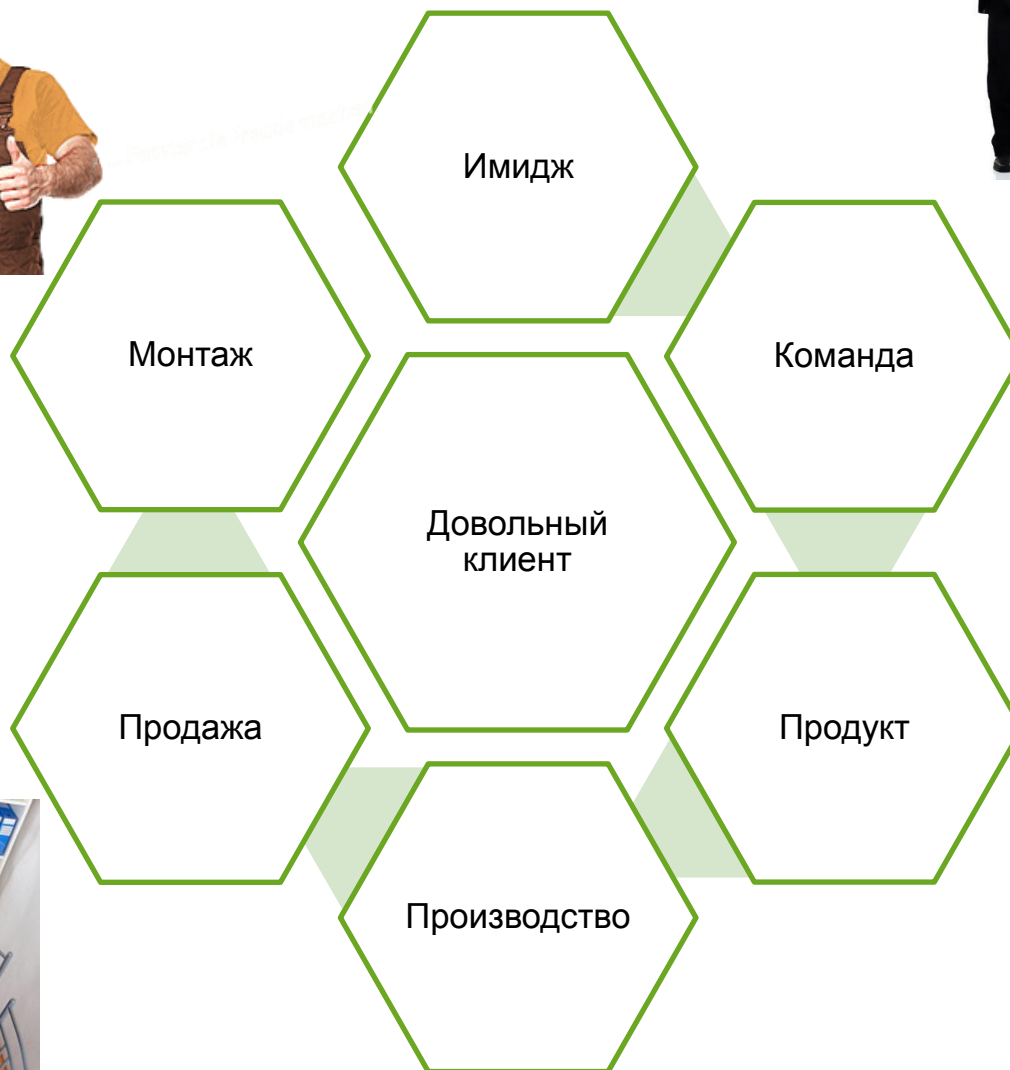 Имидж
Команда
Продукт
Производство
Продажа
Монтаж
Довольный
клиент